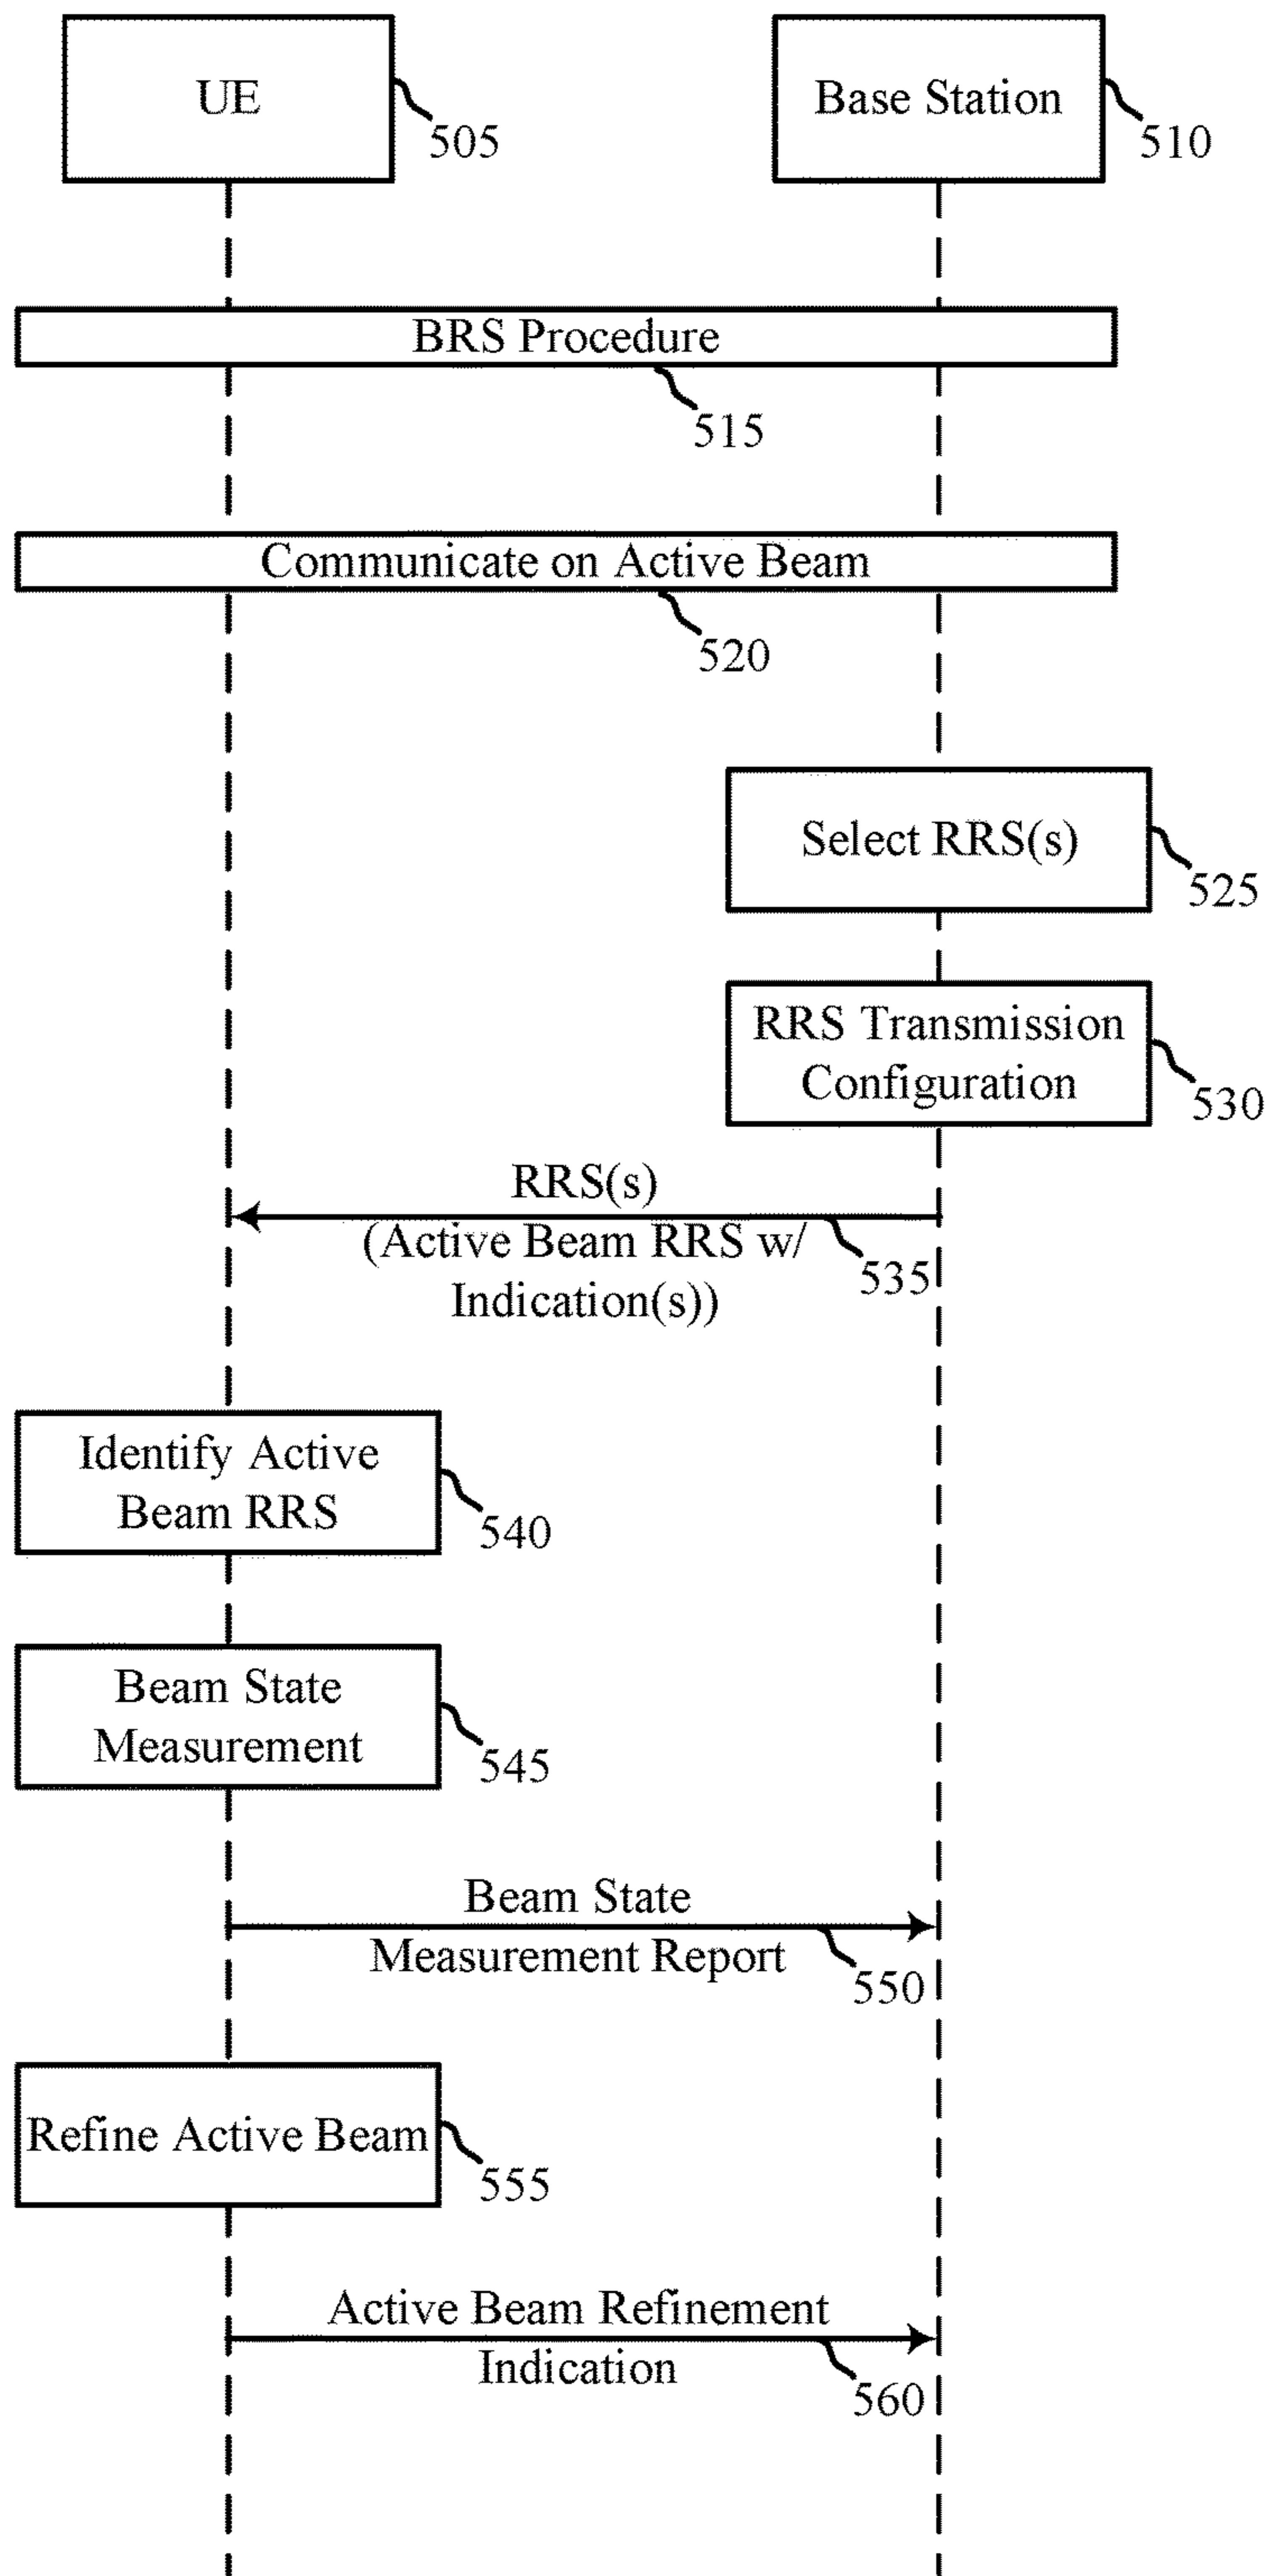 UE
505
Base Station
510
BRS Procedure
515
Communicate on Active Beam
520
Select RRS(s)
525
RRS Transmission
Configuration
530
RRS(s)
(Active Beam RRS w/
Indication(s))
535
Identify Active
Beam RRS
540
Beam State
Measurement
545
Beam State
Measurement Report
550
Refine Active Beam
555
Active Beam Refinement
Indication
560